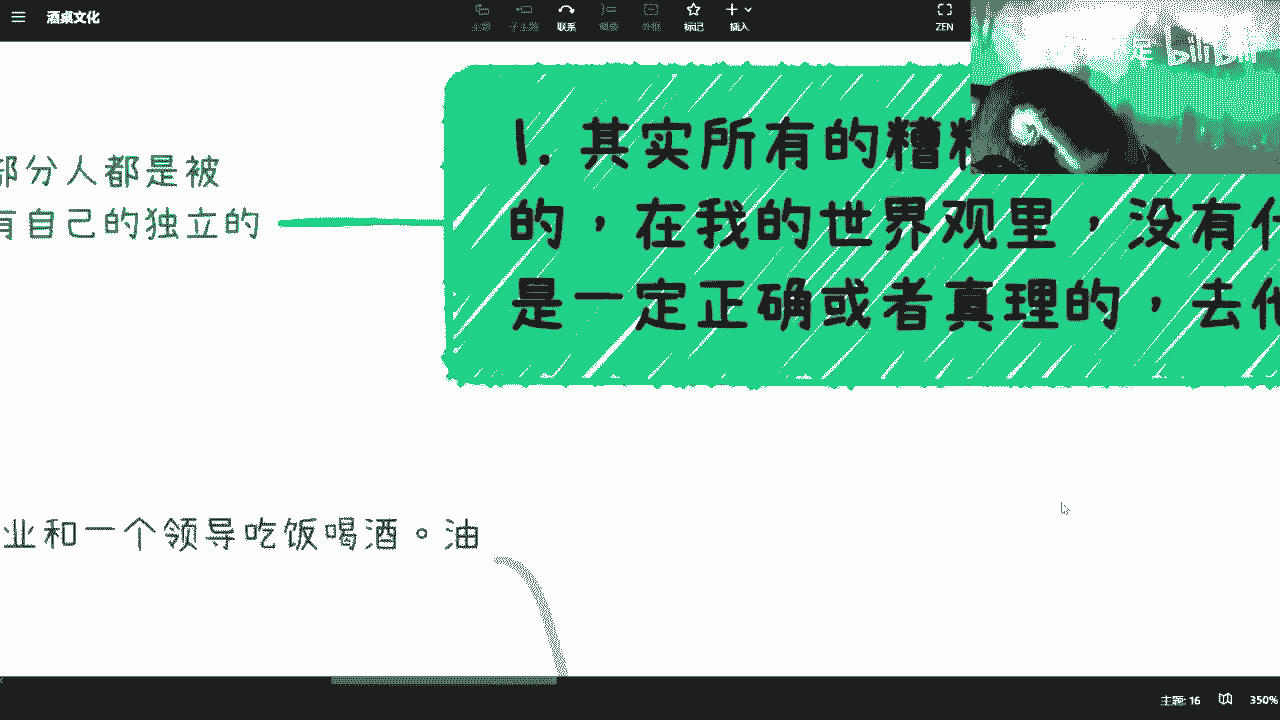 酒桌文化
主题
子主题
联系
概要
外框
标记
插入
ZEN
部分人都是被
有自己的独立的
1. 其实所有的糟
的，在我的世界观里，没有
是一定正确或者真理的，去
业和一个领导吃饭喝酒。油
主题: 16
350%